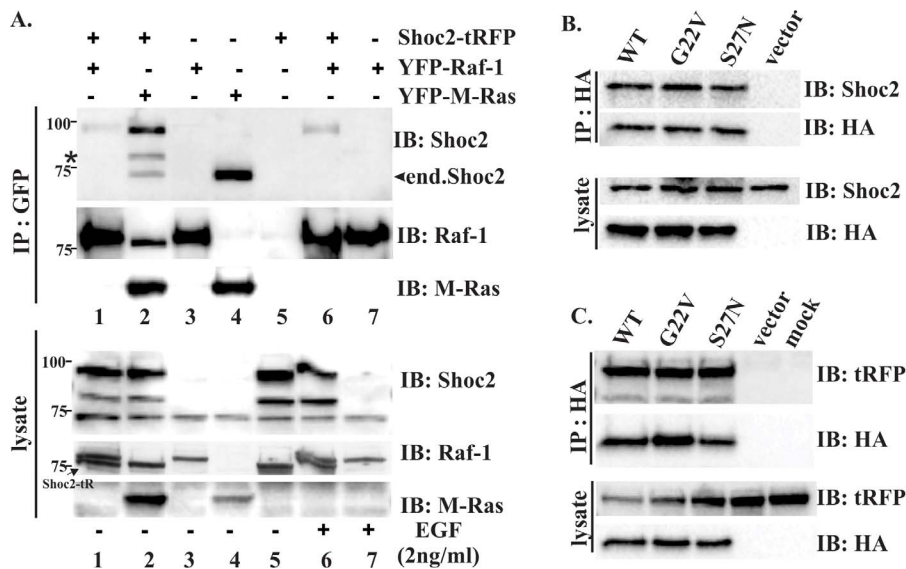 A.
+ + - - + + - Shoc2-tRFP
+ - + - - + + YFP-Raf-1
- + - + - - - YFP-M-Ras
IP : GFP
100
*
75
IB: Shoc2
◄end.Shoc2
75
IB: Raf-1
IB: M-Ras
1 2 3 4 5 6 7
lysate
100
75
IB: Shoc2
75
Shoc2-tR
IB: Raf-1
IB: M-Ras
- - - - - + + EGF
1 2 3 4 5 6 7 (2ng/ml)
B.
WT G22V S27N vector
IP : HA
IB: Shoc2
IB: HA
lysate
IB: Shoc2
IB: HA
C.
WT G22V S27N vector mock
IP : HA
IB: tRFP
IB: HA
lysate
IB: tRFP
IB: HA